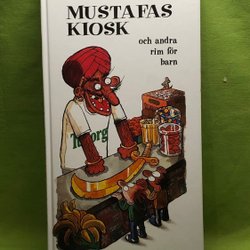 MUSTAFAS
KIOSK
och andra
rim för
barn